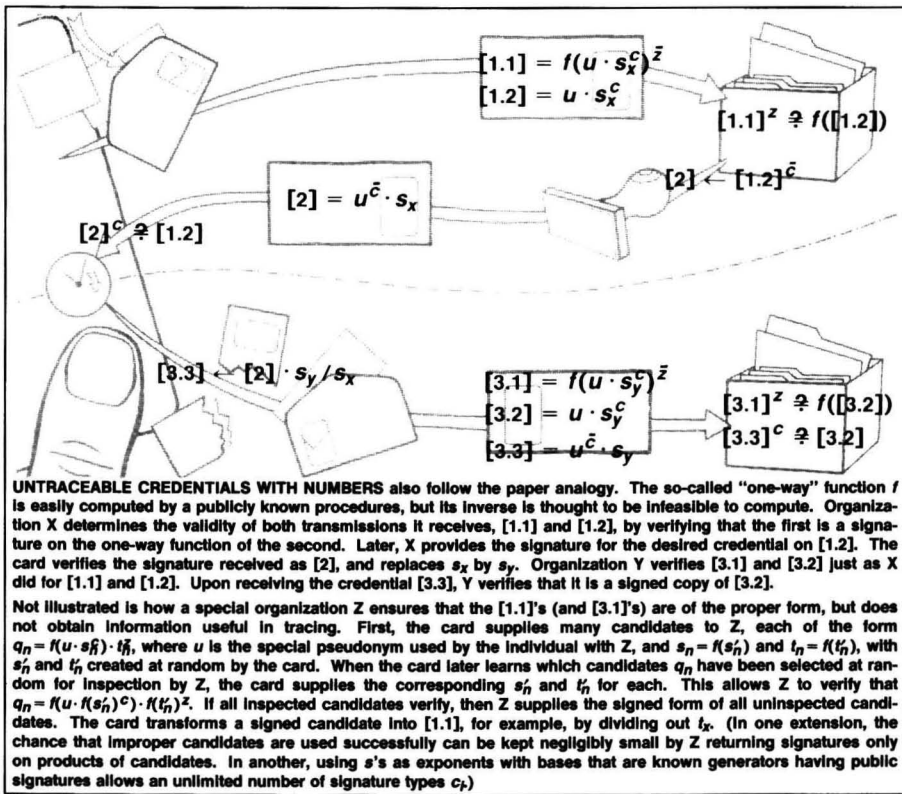 [1.1] = f(u · s_x^c)^z̄
[1.2] = u · s_x^c
[1.1]^z ≟ f([1.2])
[2] ← [1.2]^c̄
[2] = u^c̄ · s_x
[2]^c ≟ [1.2]
[3.3] ← [2] · s_y / s_x
[3.1] = f(u · s_y^c)^z̄
[3.2] = u · s_y^c
[3.3] = u^c̄ · s_y
[3.1]^z ≟ f([3.2])
[3.3]^c ≟ [3.2]
UNTRACEABLE CREDENTIALS WITH NUMBERS also follow the paper analogy. The so-called "one-way" function f
is easily computed by a publicly known procedures, but its inverse is thought to be infeasible to compute. Organiza-
tion X determines the validity of both transmissions it receives, [1.1] and [1.2], by verifying that the first is a signa-
ture on the one-way function of the second. Later, X provides the signature for the desired credential on [1.2]. The
card verifies the signature received as [2], and replaces s_x by s_y. Organization Y verifies [3.1] and [3.2] just as X
did for [1.1] and [1.2]. Upon receiving the credential [3.3], Y verifies that it is a signed copy of [3.2].
Not illustrated is how a special organization Z ensures that the [1.1]'s (and [3.1]'s) are of the proper form, but does
not obtain information useful in tracing. First, the card supplies many candidates to Z, each of the form
q_n = f(u · s_n^c) · t_n^z, where u is the special pseudonym used by the individual with Z, and s_n = f(s'_n) and t_n = f(t'_n), with
s'_n and t'_n created at random by the card. When the card later learns which candidates q_n have been selected at ran-
dom for inspection by Z, the card supplies the corresponding s'_n and t'_n for each. This allows Z to verify that
q_n = f(u · f(s'_n)^c) · f(t'_n)^z. If all inspected candidates verify, then Z supplies the signed form of all uninspected candi-
dates. The card transforms a signed candidate into [1.1], for example, by dividing out t_x. (In one extension, the
chance that improper candidates are used successfully can be kept negligibly small by Z returning signatures only
on products of candidates. In another, using s's as exponents with bases that are known generators having public
signatures allows an unlimited number of signature types c_i.)